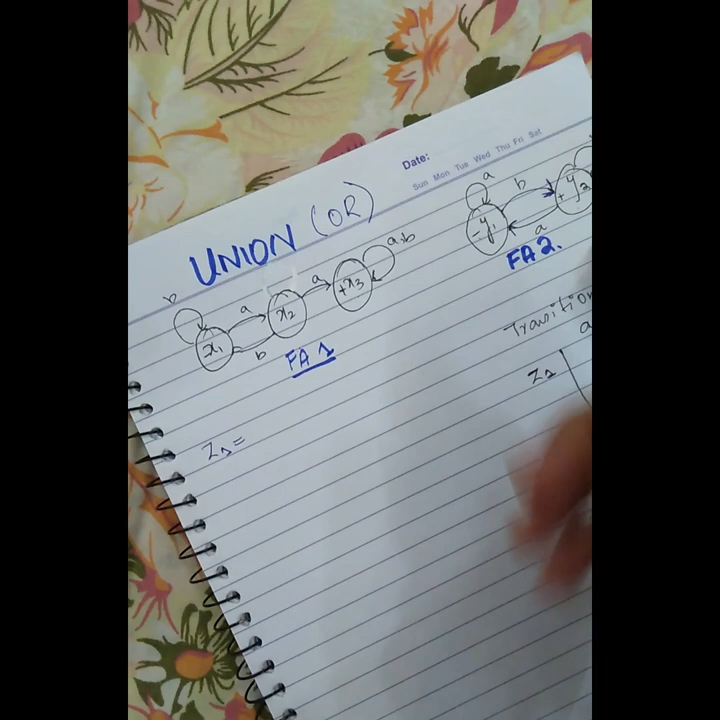 Date:
Sun Mon Tue Wed Thu Fri Sat
UNION (OR)
b a b a a,b
x₁ x₂ +x₃
FA 1
a b a
-y₁ +y₂
FA 2.
Transition
a
Z₁
Z₁ =